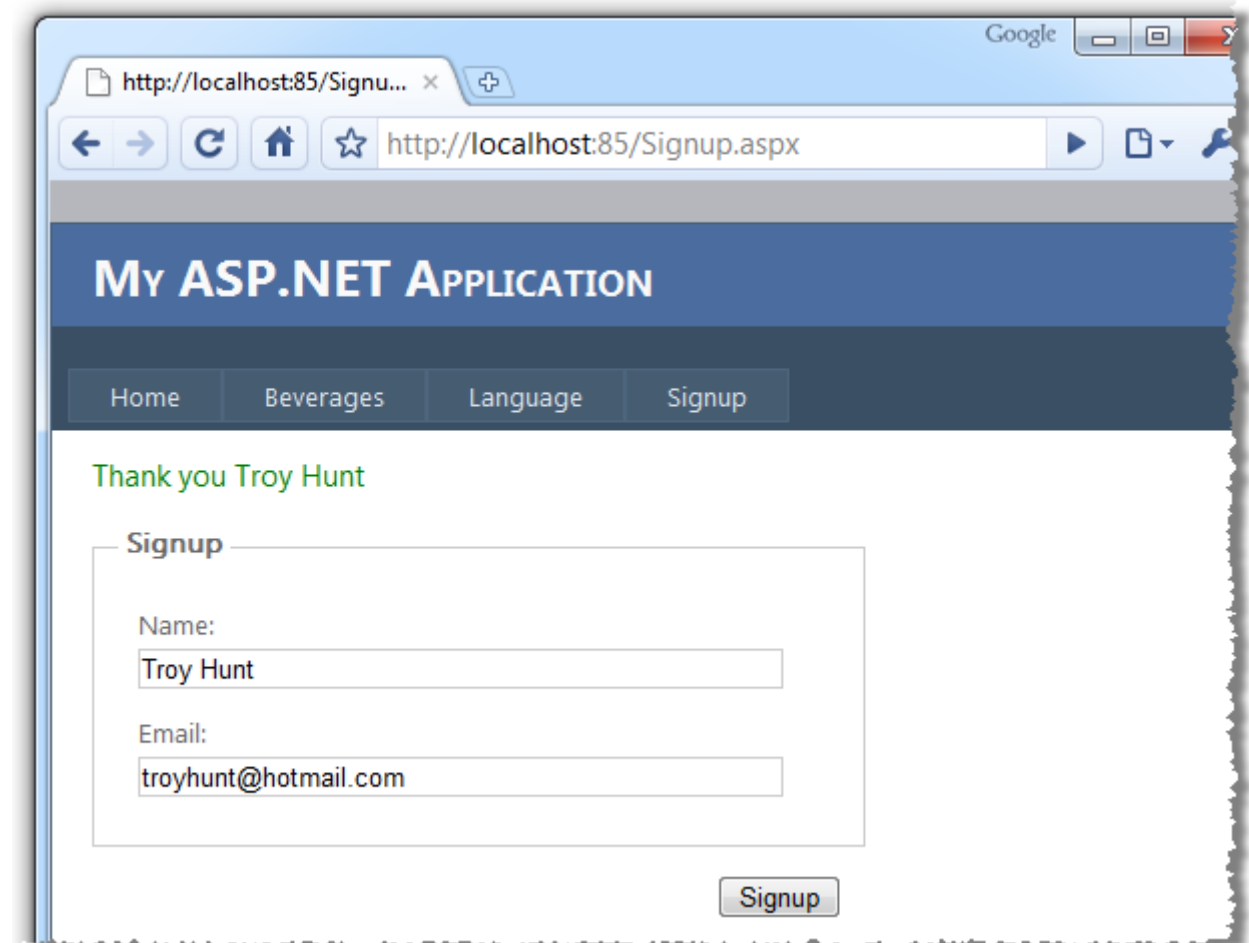 Google
http://localhost:85/Signu...
http://localhost:85/Signup.aspx
My ASP.NET Application
Home Beverages Language Signup
Thank you Troy Hunt
Signup
Name:
Troy Hunt
Email:
troyhunt@hotmail.com
Signup